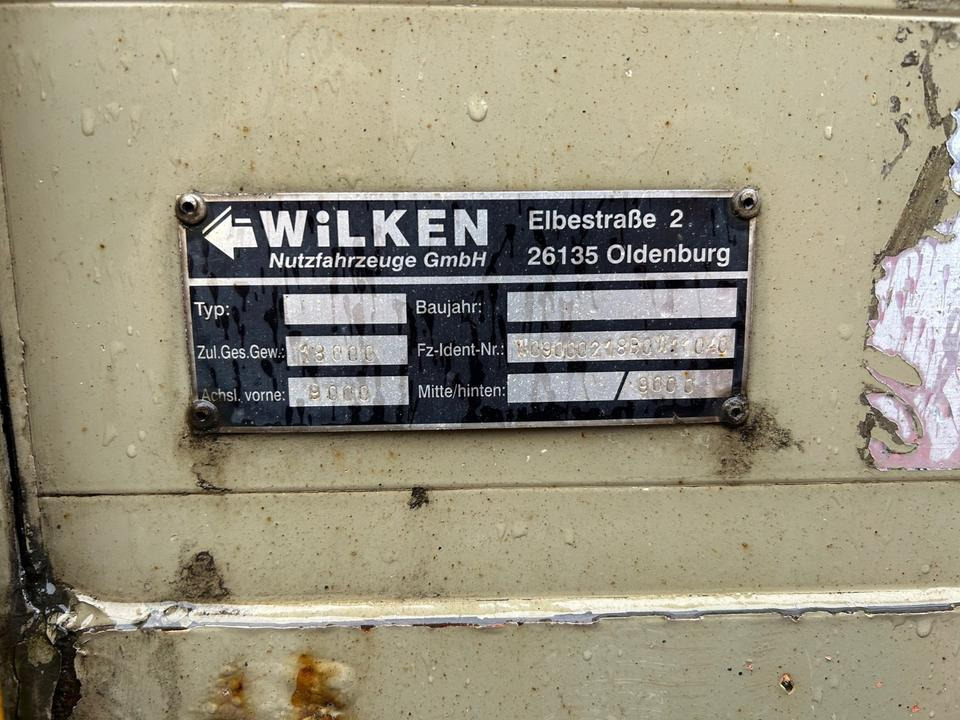 WiLKEN
Nutzfahrzeuge GmbH
Elbestraße 2
26135 Oldenburg
Typ:
Baujahr:
Zul.Ges.Gew.: 18000
Fz-Ident-Nr.:
Achsl. vorne: 9000
Mitte/hinten: / 9000